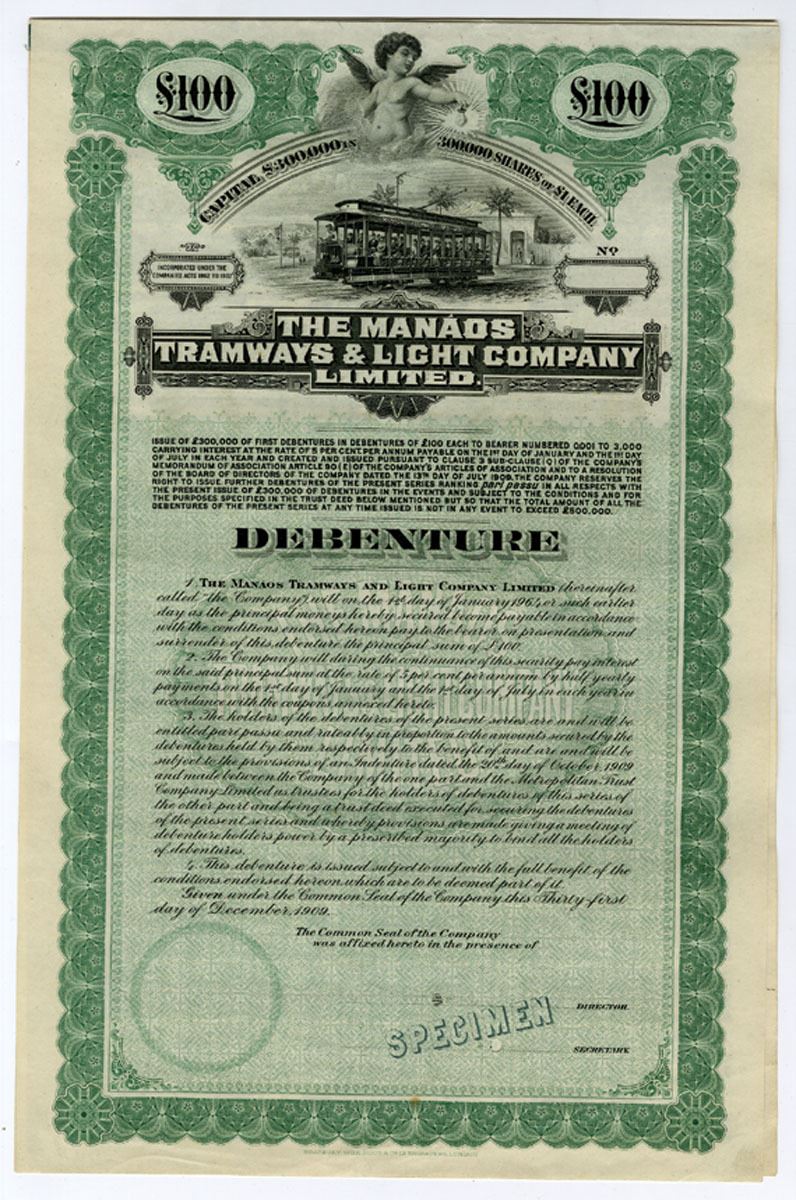 £100
£100
CAPITAL £300,000 IN
300,000 SHARES OF £1 EACH.
INCORPORATED UNDER THE
COMPANIES ACTS 1862 TO 1907
No
THE MANÁOS
TRAMWAYS & LIGHT COMPANY
LIMITED.
ISSUE OF £300,000 OF FIRST DEBENTURES IN DEBENTURES OF £100 EACH TO BEARER NUMBERED 0,001 TO 3,000
CARRYING INTEREST AT THE RATE OF 5 PER CENT. PER ANNUM PAYABLE ON THE 1ST DAY OF JANUARY AND THE 1ST DAY
OF JULY IN EACH YEAR AND CREATED AND ISSUED PURSUANT TO CLAUSE 3 SUB-CLAUSE (Q) OF THE COMPANY'S
MEMORANDUM OF ASSOCIATION ARTICLE 90 (E) OF THE COMPANY'S ARTICLES OF ASSOCIATION AND TO A RESOLUTION
OF THE BOARD OF DIRECTORS OF THE COMPANY DATED THE 13TH DAY OF JULY 1909. THE COMPANY RESERVES THE
RIGHT TO ISSUE FURTHER DEBENTURES OF THE PRESENT SERIES RANKING pari passu IN ALL RESPECTS WITH
THE PRESENT ISSUE OF £300,000 OF DEBENTURES IN THE EVENTS AND SUBJECT TO THE CONDITIONS AND FOR
THE PURPOSES SPECIFIED IN THE TRUST DEED BELOW MENTIONED BUT SO THAT THE TOTAL AMOUNT OF ALL THE
DEBENTURES OF THE PRESENT SERIES AT ANY TIME ISSUED IS NOT IN ANY EVENT TO EXCEED £600,000.
DEBENTURE
1. THE MANÁOS TRAMWAYS AND LIGHT COMPANY LIMITED (hereinafter
called "the Company") will on the 1st day of January 1964 or such earlier
day as the principal moneys hereby secured become payable in accordance
with the conditions endorsed hereon pay to the bearer on presentation and
surrender of this debenture the principal sum of £100.
2. The Company will during the continuance of this security pay interest
on the said principal sum at the rate of 5 per cent per annum by half yearly
payments on the 1st day of January and the 1st day of July in each year in
accordance with the coupons annexed hereto.
3. The holders of the debentures of the present series are and will be
entitled pari passu and rateably in proportion to the amounts secured by the
debentures held by them respectively to the benefit of and are and will be
subject to the provisions of an Indenture dated the 20th day of October 1909
and made between the Company of the one part and the Metropolitan Trust
Company Limited as trustees for the holders of debentures of this series of
the other part and being a trust deed executed for securing the debentures
of the present series and whereby provisions are made giving a meeting of
debenture holders power by a prescribed majority to bind all the holders
of debentures.
4. This debenture is issued subject to and with the full benefit of the
conditions endorsed hereon which are to be deemed part of it.
Given under the Common Seal of the Company this Thirty-first
day of December, 1909.
The Common Seal of the Company
was affixed hereto in the presence of
DIRECTOR.
SPECIMEN
SECRETARY.